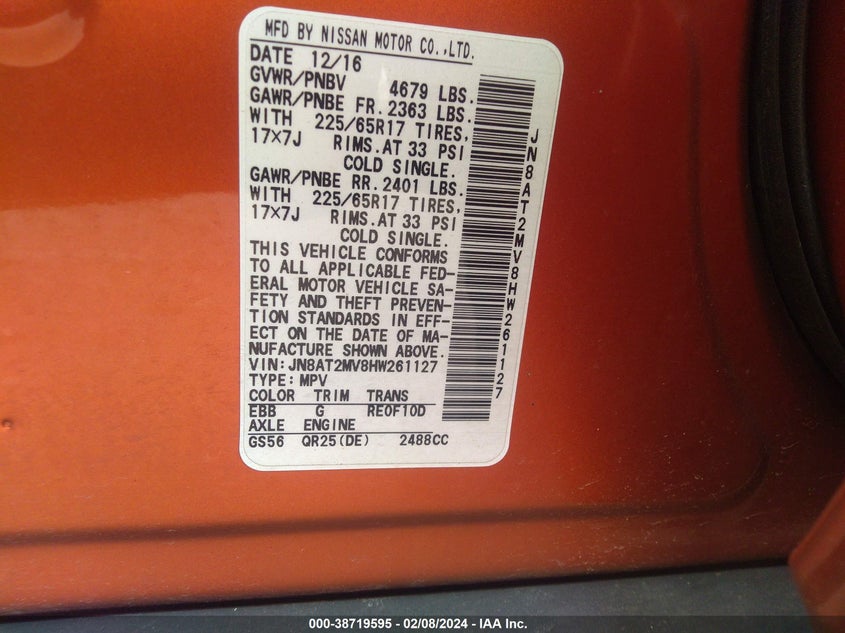 MFD BY NISSAN MOTOR CO.,LTD.
DATE 12/16
GVWR/PNBV 4679 LBS.
GAWR/PNBE FR. 2363 LBS.
WITH 225/65R17 TIRES,
17×7J RIMS.AT 33 PSI
COLD SINGLE.
GAWR/PNBE RR. 2401 LBS.
WITH 225/65R17 TIRES,
17×7J RIMS.AT 33 PSI
COLD SINGLE.
THIS VEHICLE CONFORMS
TO ALL APPLICABLE FED-
ERAL MOTOR VEHICLE SA-
FETY AND THEFT PREVEN-
TION STANDARDS IN EFF-
ECT ON THE DATE OF MA-
NUFACTURE SHOWN ABOVE.
VIN: JN8AT2MV8HW261127
TYPE: MPV
COLOR TRIM TRANS
EBB G RE0F10D
AXLE ENGINE
GS56 QR25(DE) 2488CC
JN8AT2MV8HW261127
000-38719595 - 02/08/2024 - IAA Inc.